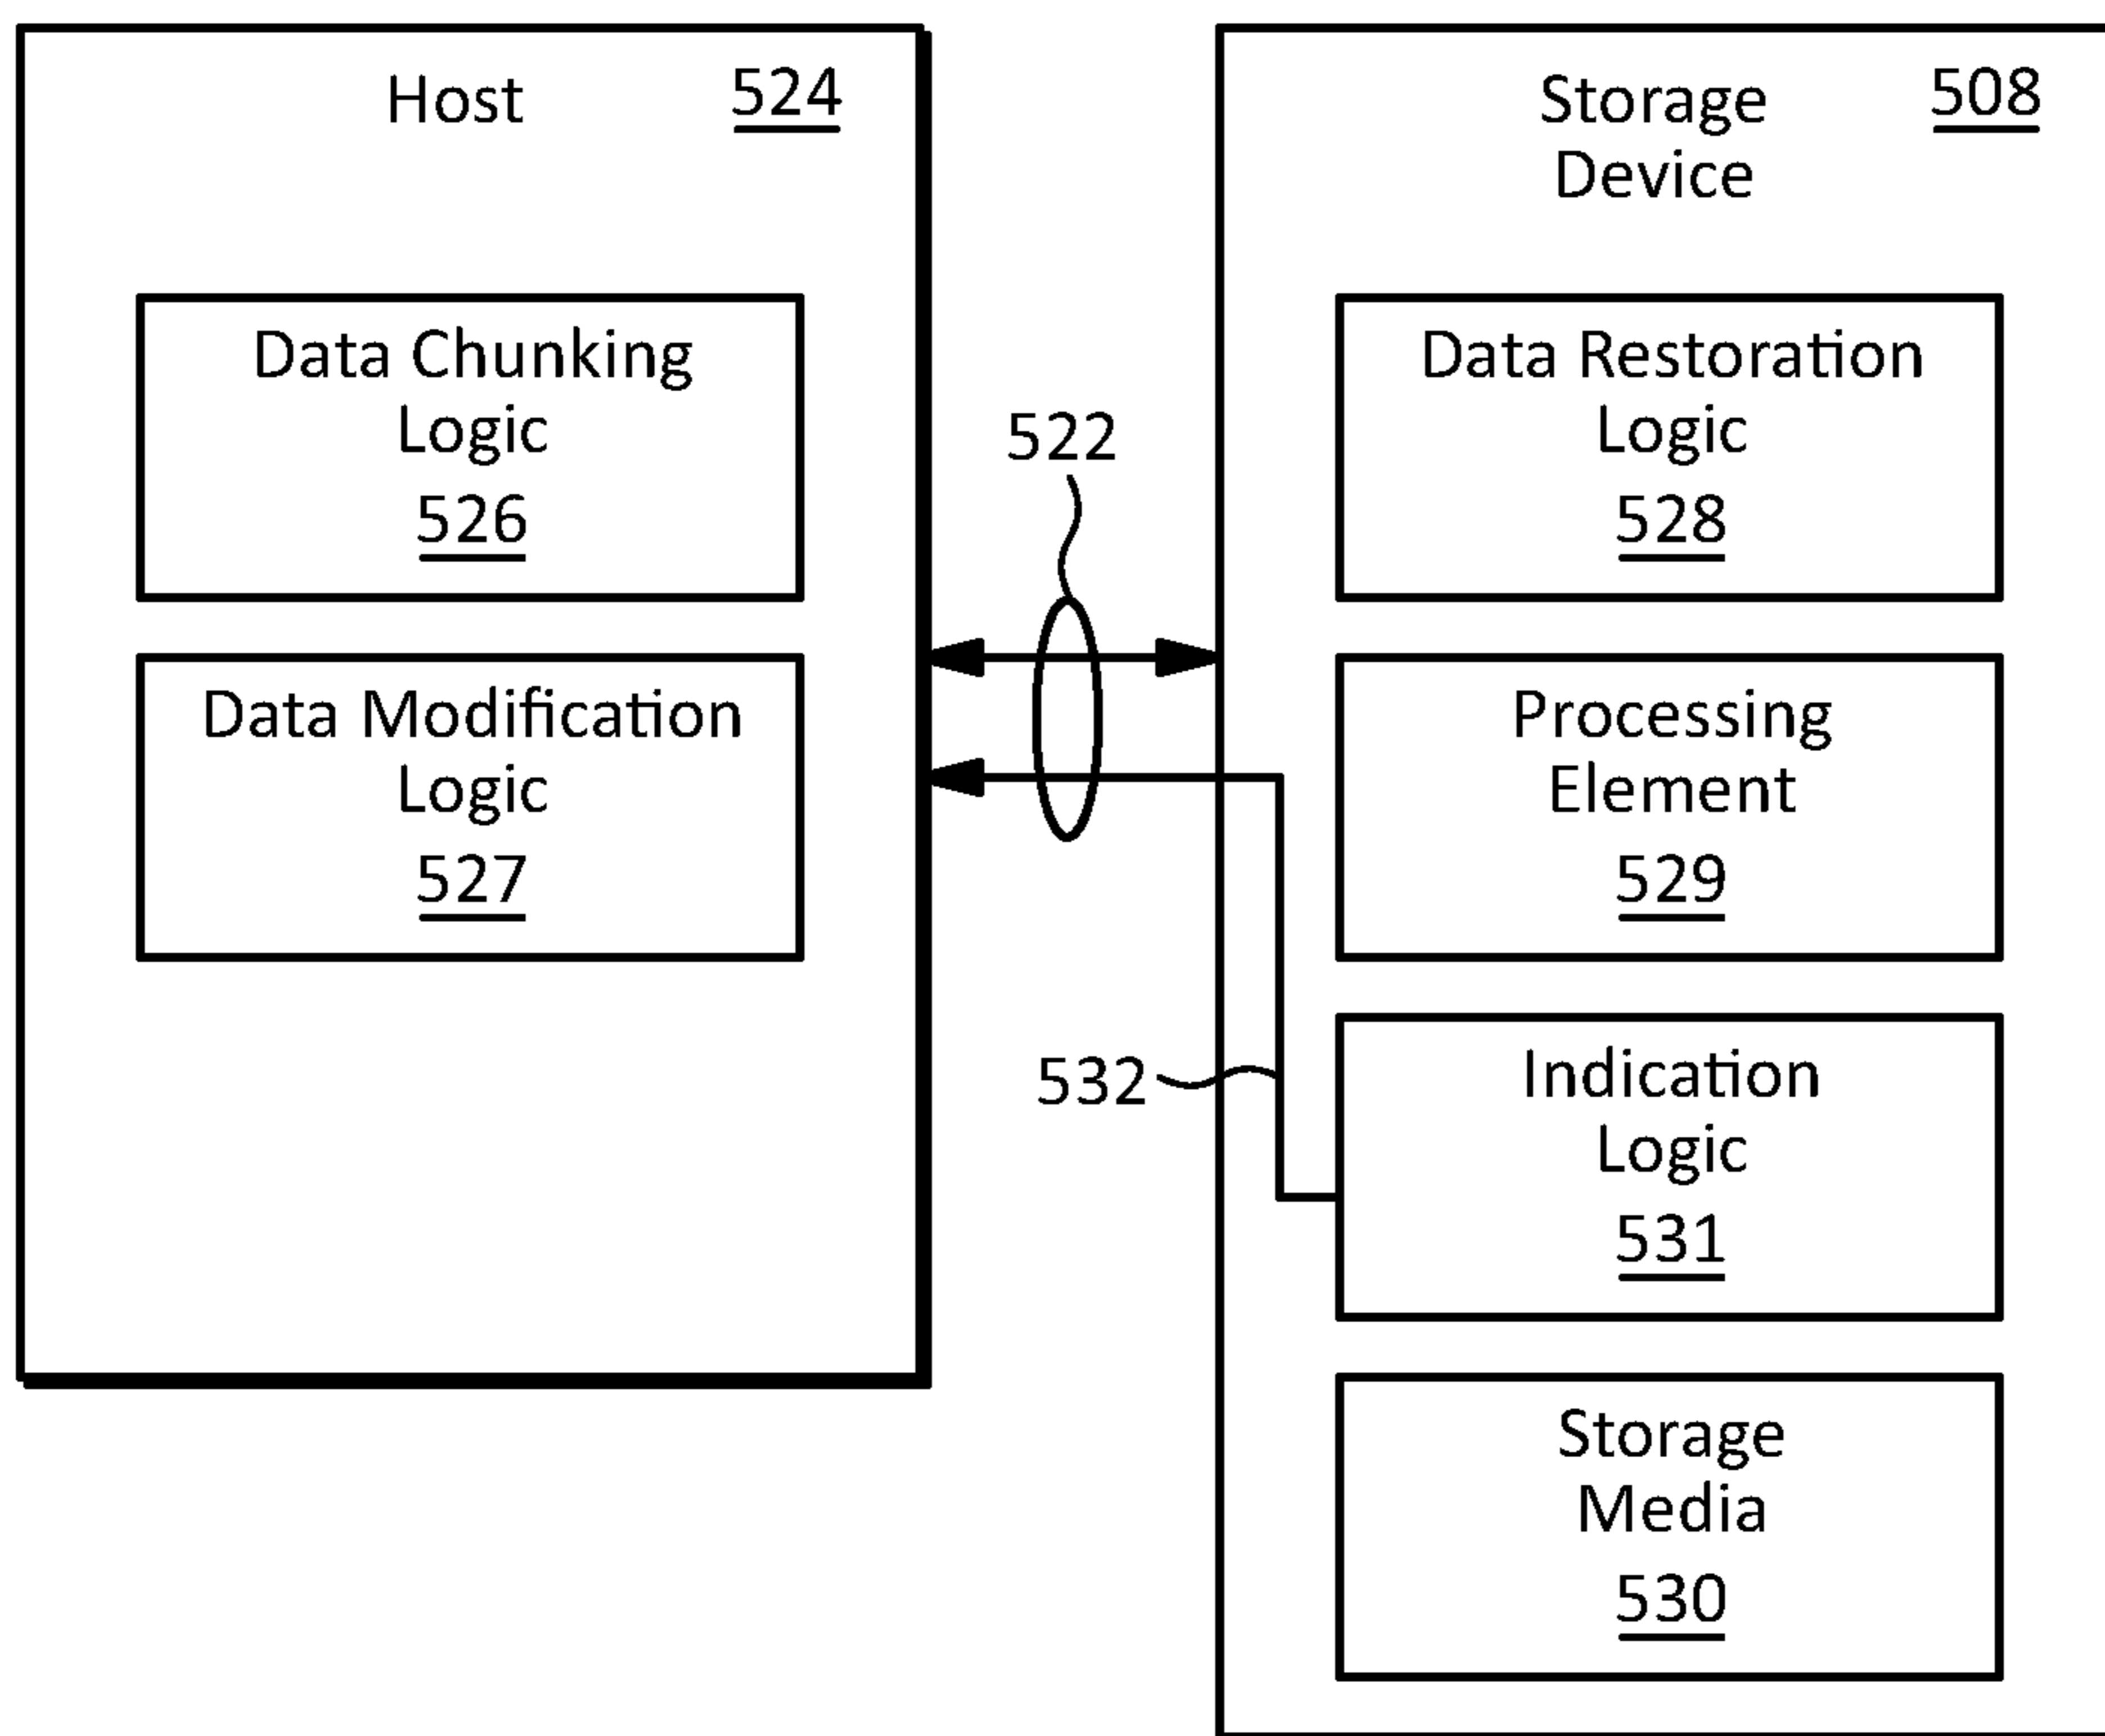 Host 524
Data Chunking
Logic
526
Data Modification
Logic
527
522
532
Storage 508
Device
Data Restoration
Logic
528
Processing
Element
529
Indication
Logic
531
Storage
Media
530